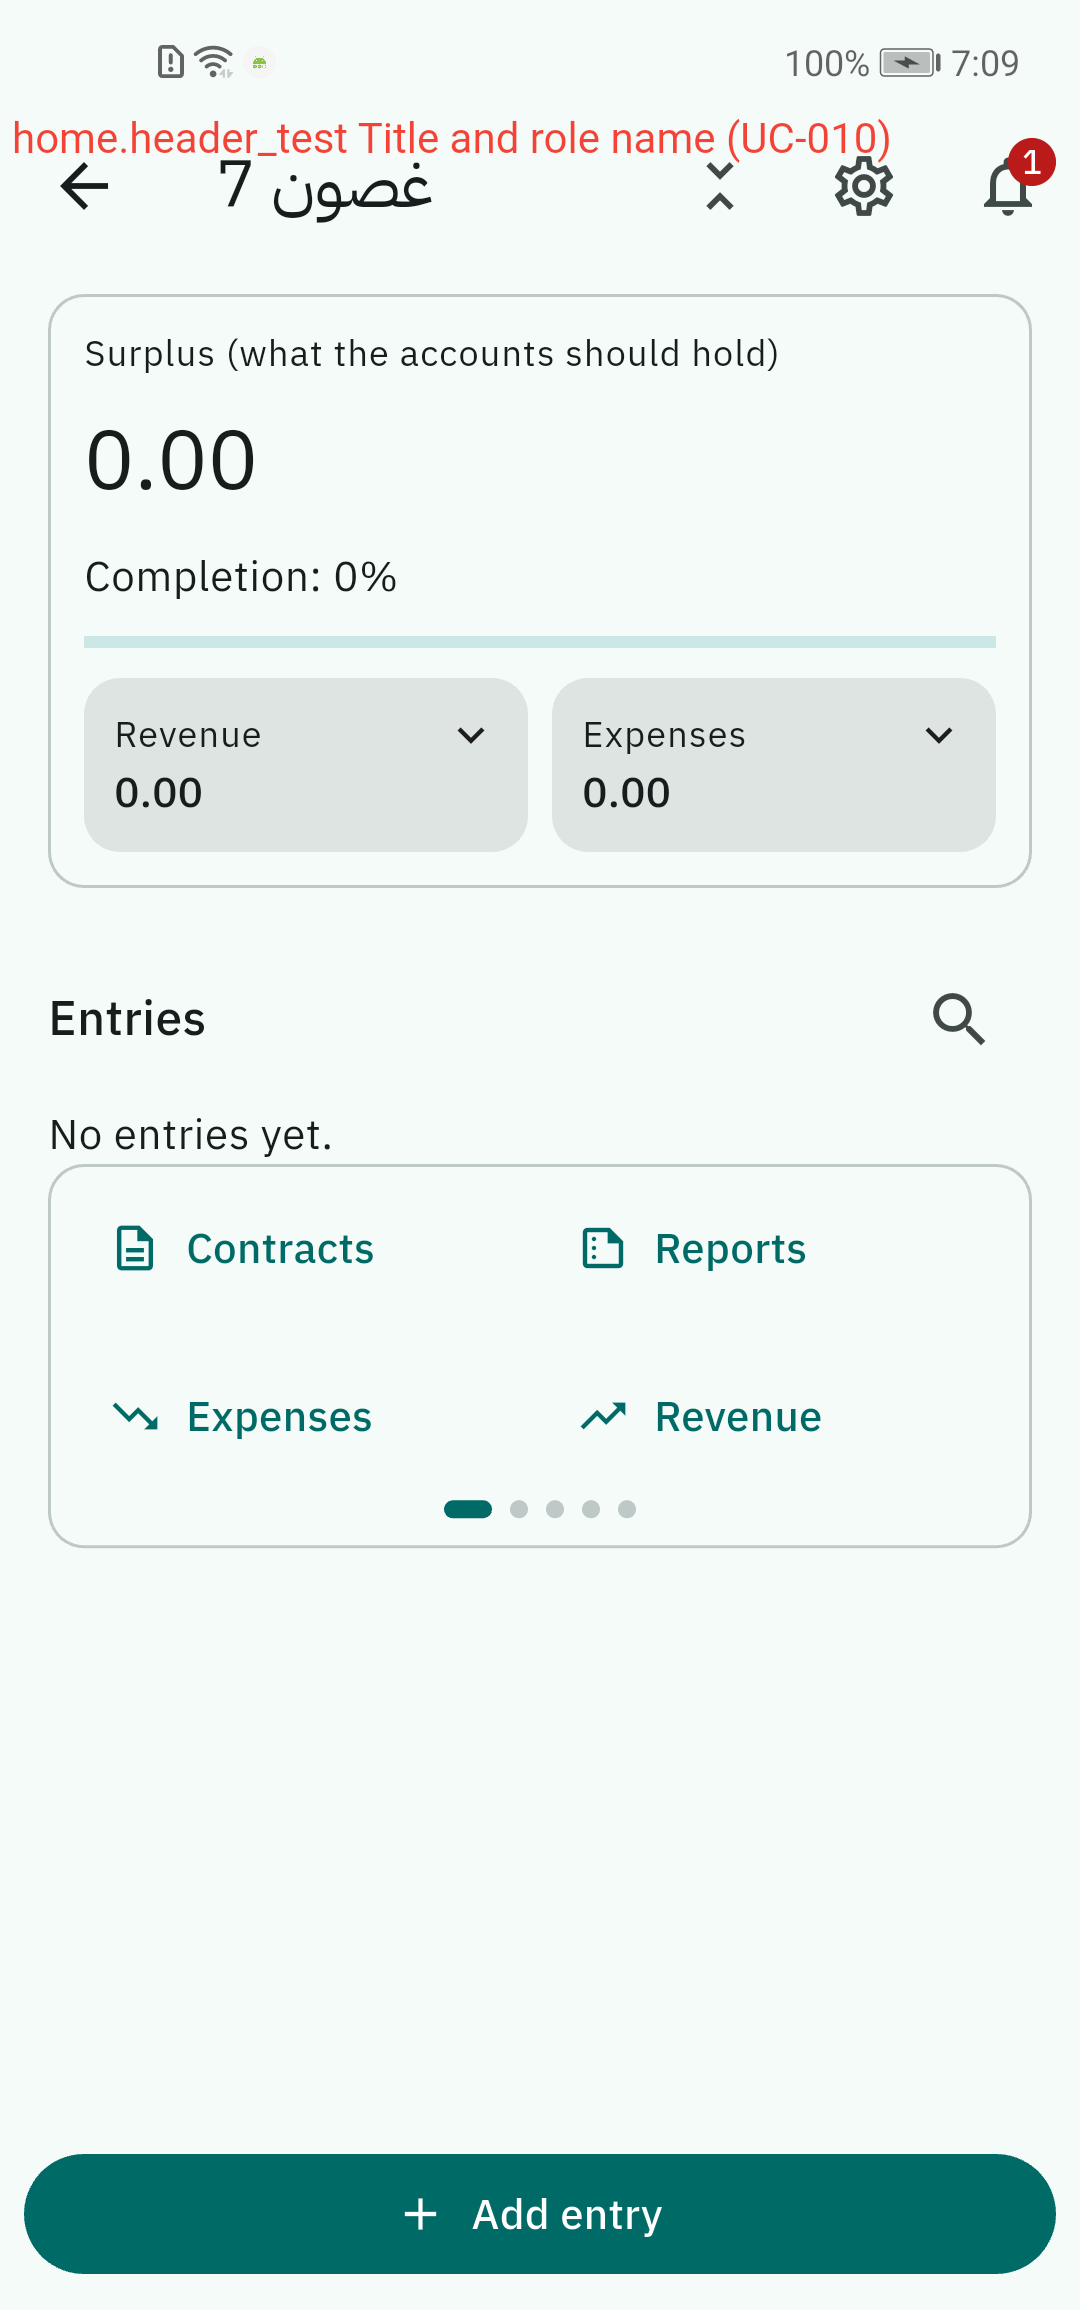 100% 7:09
home.header_test Title and role name (UC-010)
غصون 7
1
Surplus (what the accounts should hold)
0.00
Completion: 0%
Revenue
0.00
Expenses
0.00
Entries
No entries yet.
Contracts
Reports
Expenses
Revenue
+ Add entry